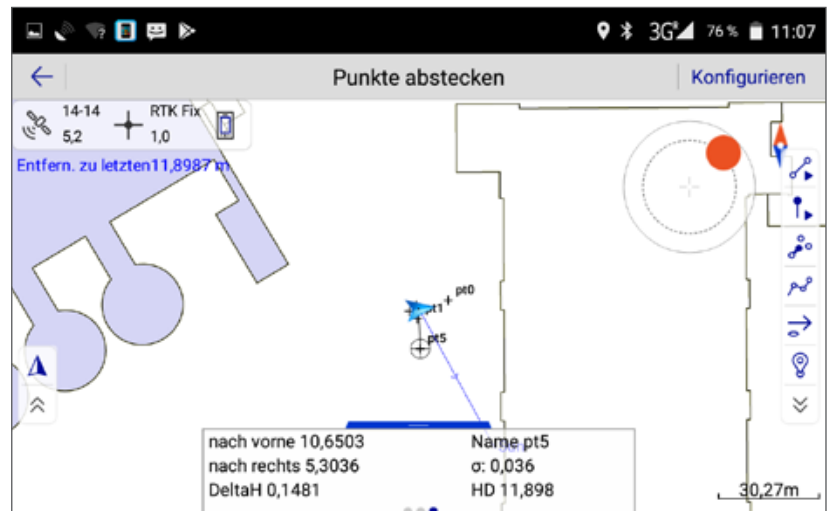 3G 76 % 11:07
Punkte abstecken
Konfigurieren
14-14
5,2
RTK Fix
1,0
Entfern. zu letzten11,8987 m
pt0
pt1
pt5
nach vorne 10,6503
nach rechts 5,3036
DeltaH 0,1481
Name pt5
σ: 0,036
HD 11,898
30,27m